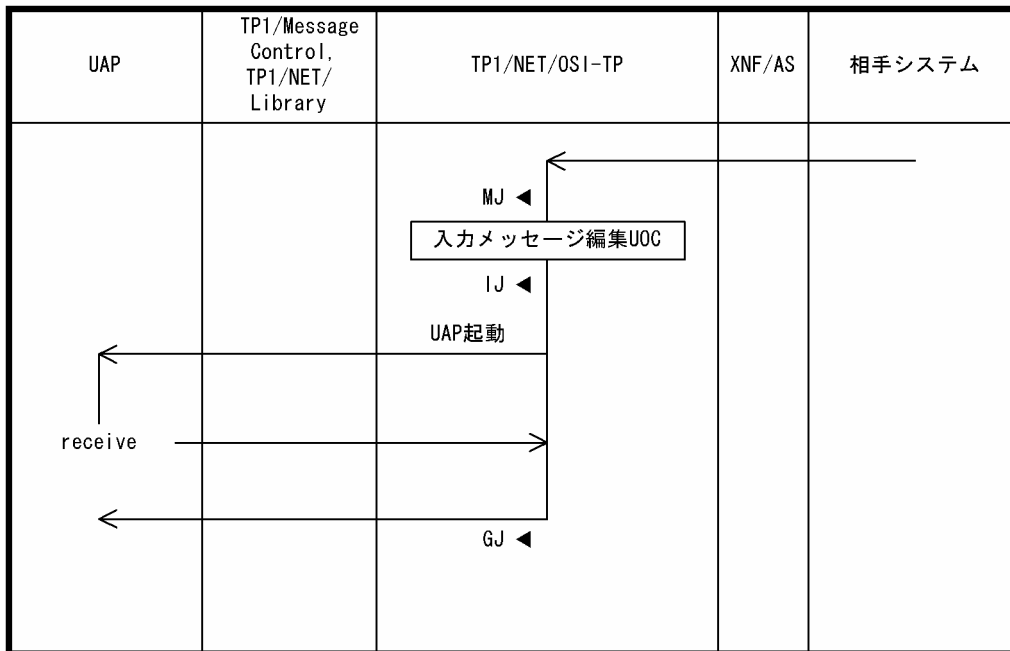 UAP
TP1/Message
Control,
TP1/NET/
Library
TP1/NET/OSI-TP
XNF/AS
相手システム
MJ
入力メッセージ編集UOC
IJ
UAP起動
receive
GJ